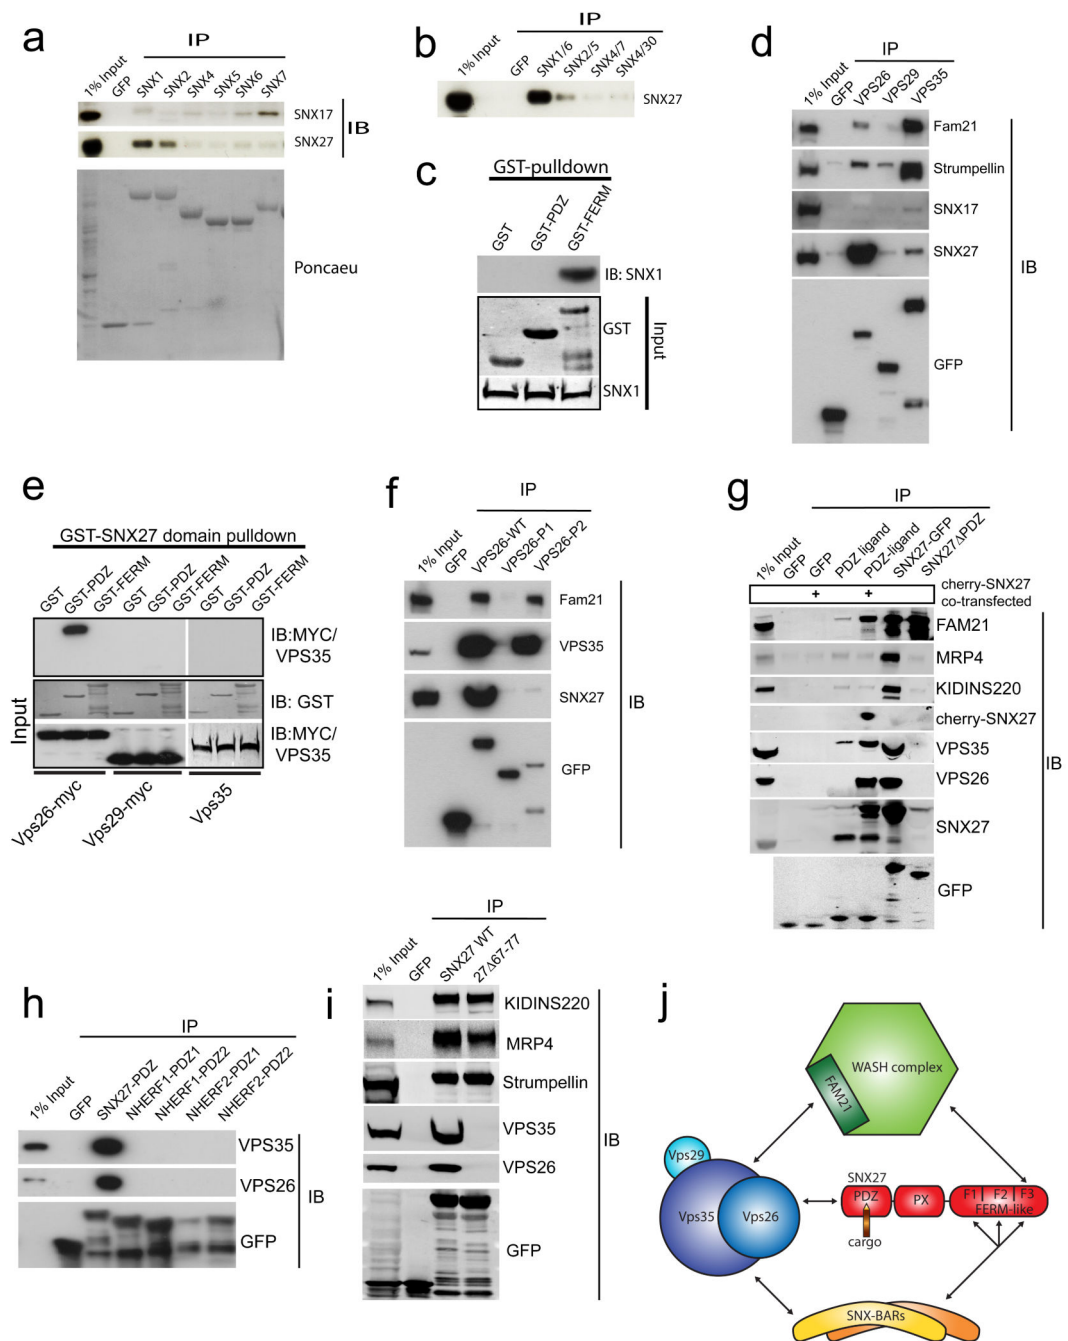 a
IP
1% Input
GFP
SNX1
SNX2
SNX4
SNX5
SNX6
SNX7
SNX17
SNX27
IB
Poncaeu
b
IP
1% Input
GFP
SNX1/6
SNX2/5
SNX4/7
SNX4/30
SNX27
c
GST-pulldown
GST
GST-PDZ
GST-FERM
IB: SNX1
GST
SNX1
Input
d
IP
1% Input
GFP
VPS26
VPS29
VPS35
Fam21
Strumpellin
SNX17
SNX27
GFP
IB
e
GST-SNX27 domain pulldown
GST
GST-PDZ
GST-FERM
GST
GST-PDZ
GST-FERM
GST
GST-PDZ
GST-FERM
IB:MYC/
VPS35
IB: GST
IB:MYC/
VPS35
Input
Vps26-myc
Vps29-myc
Vps35
f
IP
1% Input
GFP
VPS26-WT
VPS26-P1
VPS26-P2
Fam21
VPS35
SNX27
GFP
IB
g
IP
1% Input
GFP
GFP
PDZ ligand
PDZ-ligand
SNX27-GFP
SNX27ΔPDZ
+ +
cherry-SNX27
co-transfected
FAM21
MRP4
KIDINS220
cherry-SNX27
VPS35
VPS26
SNX27
GFP
IB
h
IP
1% Input
GFP
SNX27-PDZ
NHERF1-PDZ1
NHERF1-PDZ2
NHERF2-PDZ1
NHERF2-PDZ2
VPS35
VPS26
GFP
IB
i
IP
1% Input
GFP
SNX27 WT
27Δ67-77
KIDINS220
MRP4
Strumpellin
VPS35
VPS26
GFP
IB
j
WASH complex
FAM21
Vps29
Vps35
Vps26
SNX27
PDZ
PX
F1 F2 F3
FERM-like
cargo
SNX-BARs